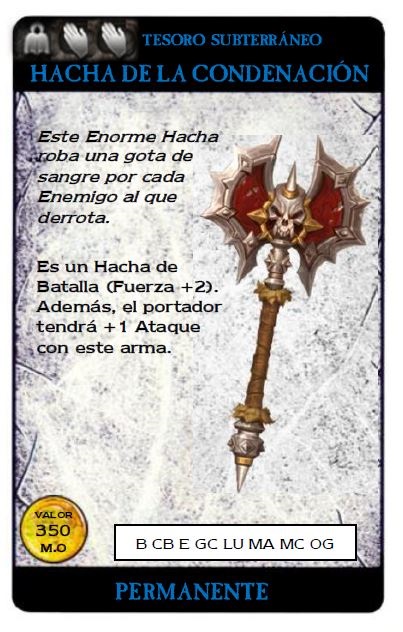 TESORO SUBTERRÁNEO
HACHA DE LA CONDENACIÓN
Este Enorme Hacha
roba una gota de
sangre por cada
Enemigo al que
derrota.
Es un Hacha de
Batalla (Fuerza +2).
Además, el portador
tendrá +1 Ataque
con este arma.
VALOR
350
M.O
B CB E GC LU MA MC OG
PERMANENTE